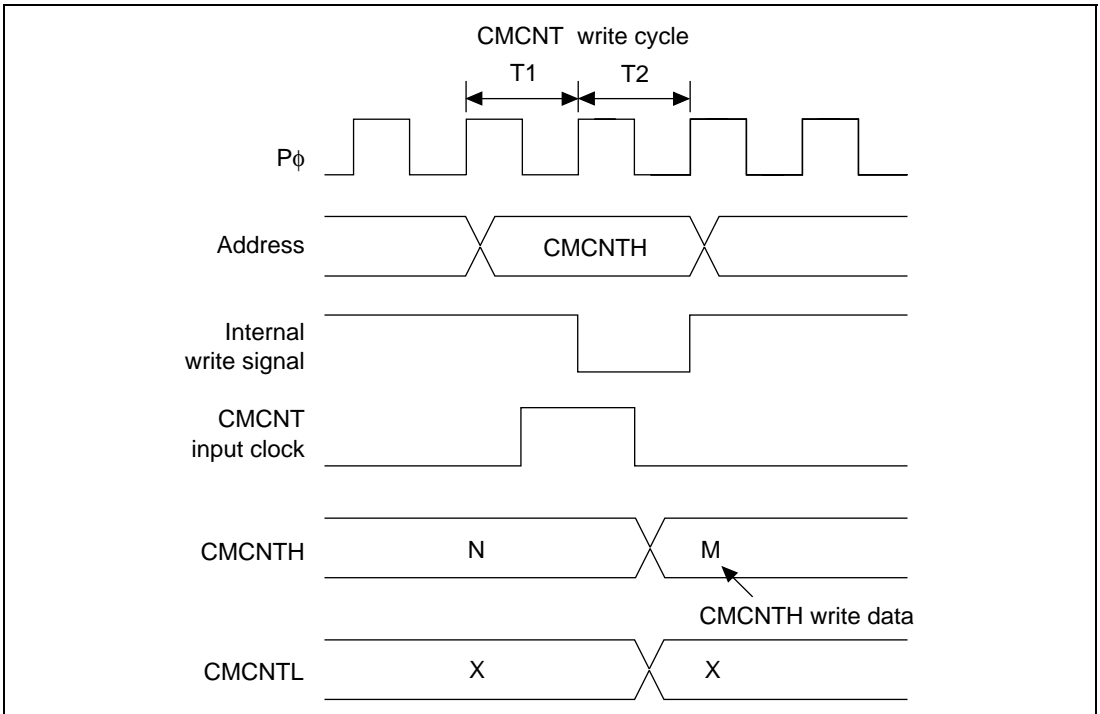 CMCNT write cycle
T1 T2
Pϕ
Address
CMCNTH
Internal
write signal
CMCNT
input clock
CMCNTH
N M
CMCNTH write data
CMCNTL
X X